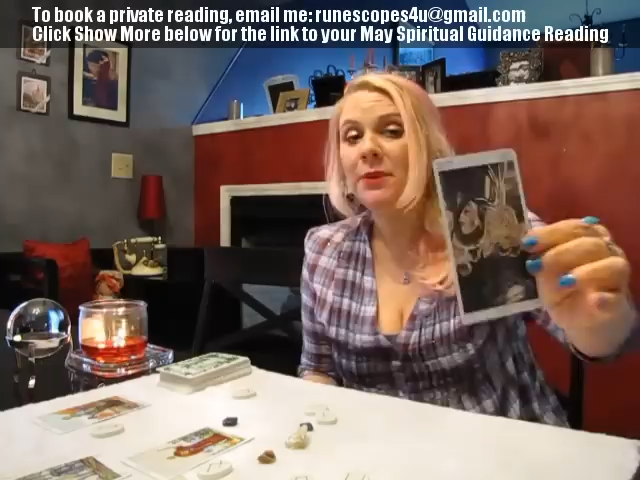 To book a private reading, email me: runescopes4u@gmail.com
Click Show More below for the link to your May Spiritual Guidance Reading